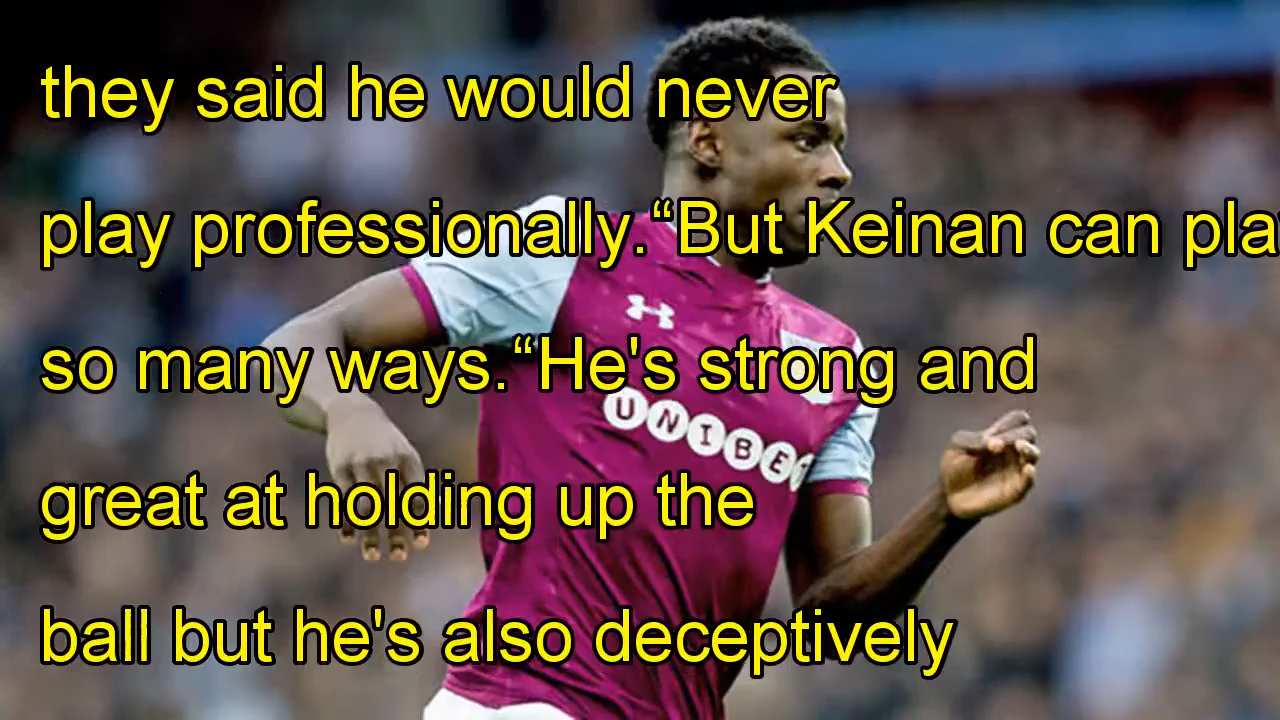 they said he would never
play professionally.“But Keinan can pla
so many ways.“He's strong and
UNIBET
great at holding up the
ball but he's also deceptively